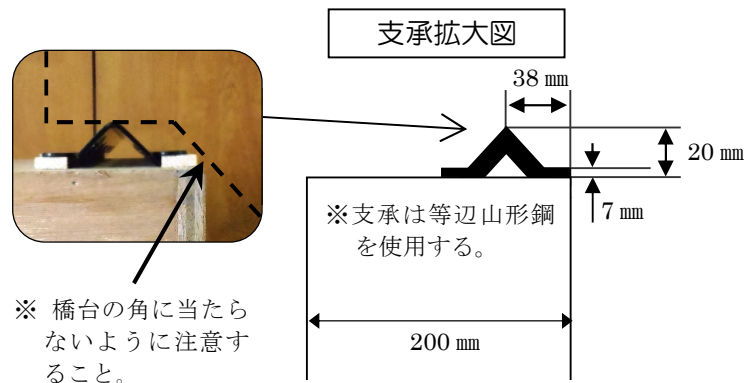 支承拡大図
38 ㎜
20 ㎜
7 ㎜
※支承は等辺山形鋼
を使用する。
200 ㎜
※ 橋台の角に当たら
ないように注意す
ること。